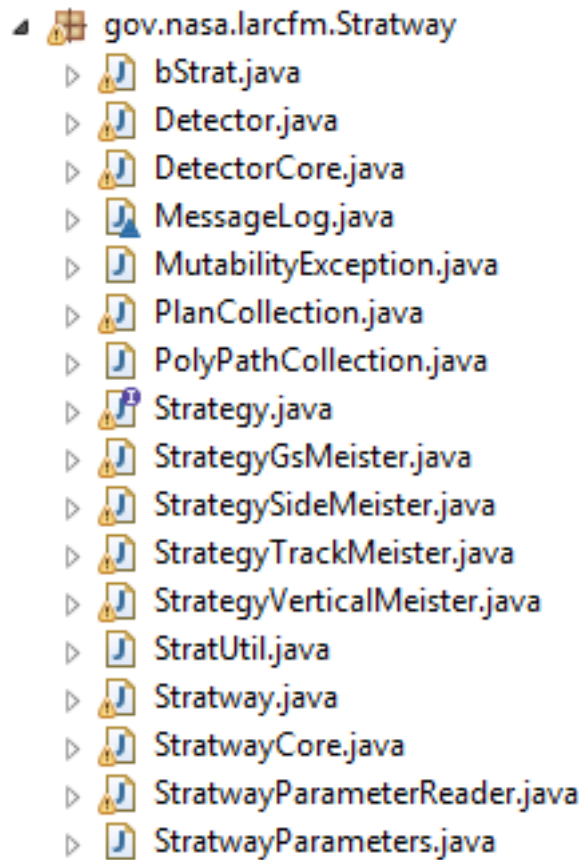 gov.nasa.larcfm.Stratway
bStrat.java
Detector.java
DetectorCore.java
MessageLog.java
MutabilityException.java
PlanCollection.java
PolyPathCollection.java
Strategy.java
StrategyGsMeister.java
StrategySideMeister.java
StrategyTrackMeister.java
StrategyVerticalMeister.java
StratUtil.java
Stratway.java
StratwayCore.java
StratwayParameterReader.java
StratwayParameters.java